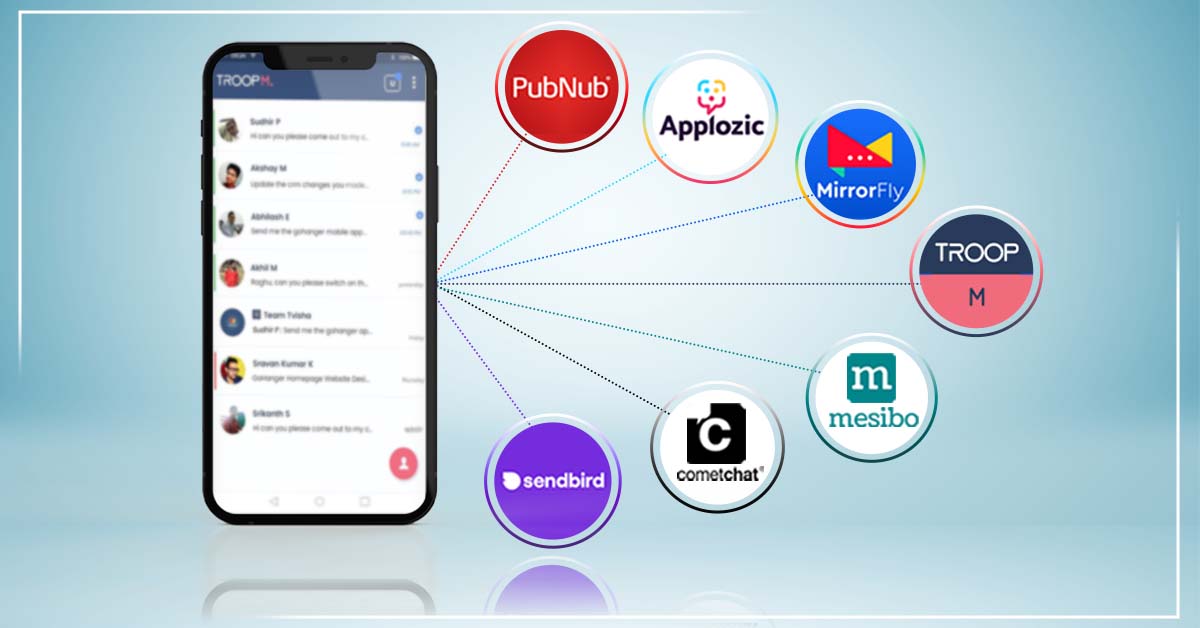 TROOPM.
Sudhir P
Hi can you please come out to my c...
Akshay M
Update the crm changes you made...
Abhilash E
Send me the gohanger mobile app...
Akhil M
Raghu, can you please switch on th...
yesterday
Team Tvisha
Sudhir P: Send me the gohanger ap...
Friday
Sravan Kumar K
GoHanger Homepage Website Desi...
Thursday
Srikanth S
Hi can you please come out to my c...
PubNub
Applozic
MirrorFly
TROOP
M
m
mesibo
C
cometchat®
sendbird